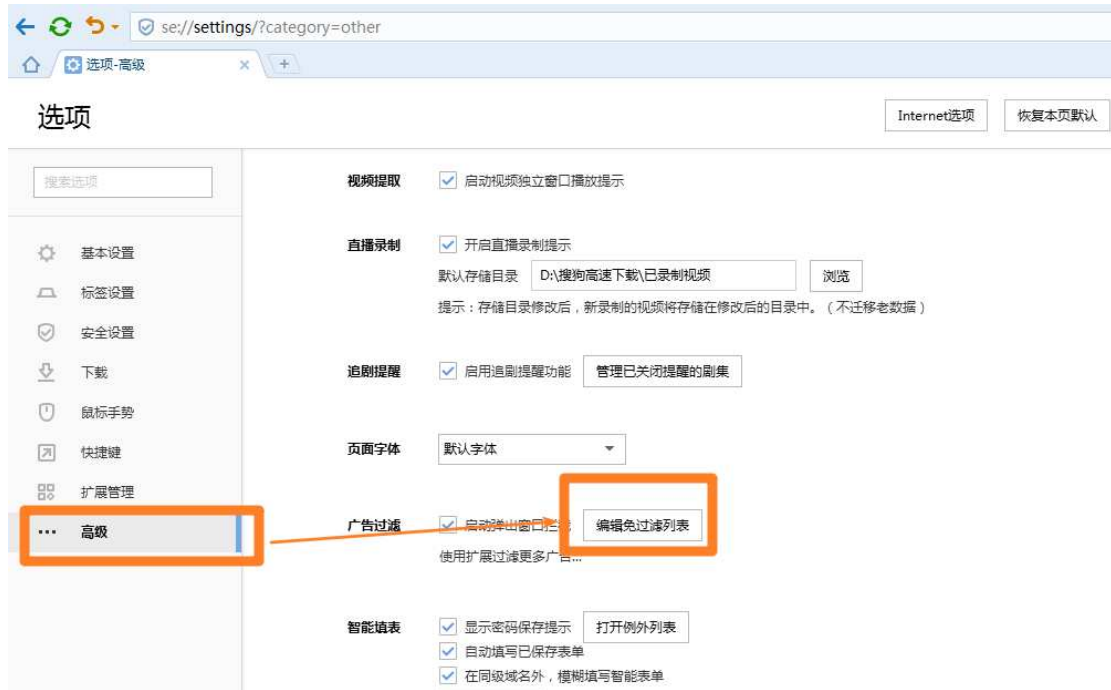 se://settings/?category=other
选项-高级
选项
Internet选项
恢复本页默认
搜索选项
基本设置
标签设置
安全设置
下载
鼠标手势
快捷键
扩展管理
高级
视频提取
启动视频独立窗口播放提示
直播录制
开启直播录制提示
默认存储目录
D:\搜狗高速下载\已录制视频
浏览
提示：存储目录修改后，新录制的视频将存储在修改后的目录中。（不迁移老数据）
追剧提醒
启用追剧提醒功能
管理已关闭提醒的剧集
页面字体
默认字体
广告过滤
启动弹出窗口拦截
编辑免过滤列表
使用扩展过滤更多广告...
智能填表
显示密码保存提示
打开例外列表
自动填写已保存表单
在同级域名外，模糊填写智能表单